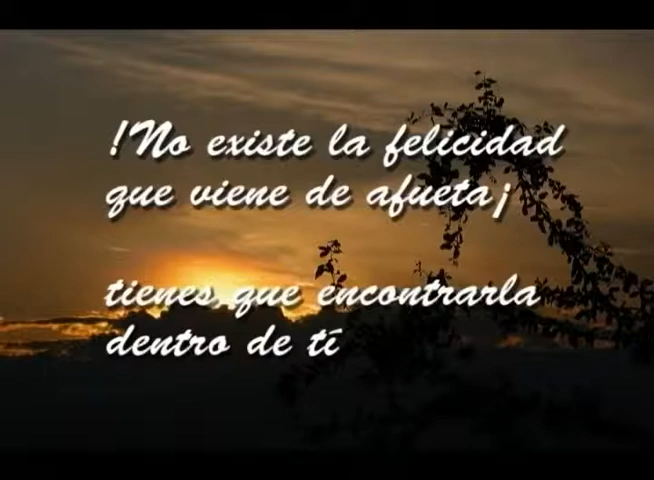 !No existe la felicidad
que viene de afueta¡
tienes que encontrarla
dentro de tí